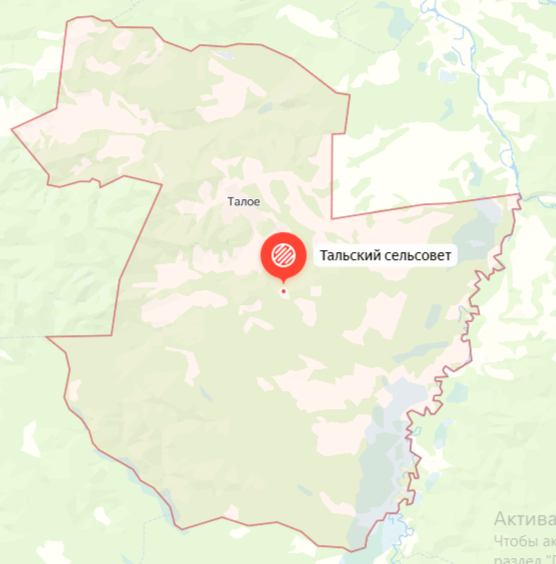 Талое
Тальский сельсовет
Актива
Чтобы ак
раздел "П